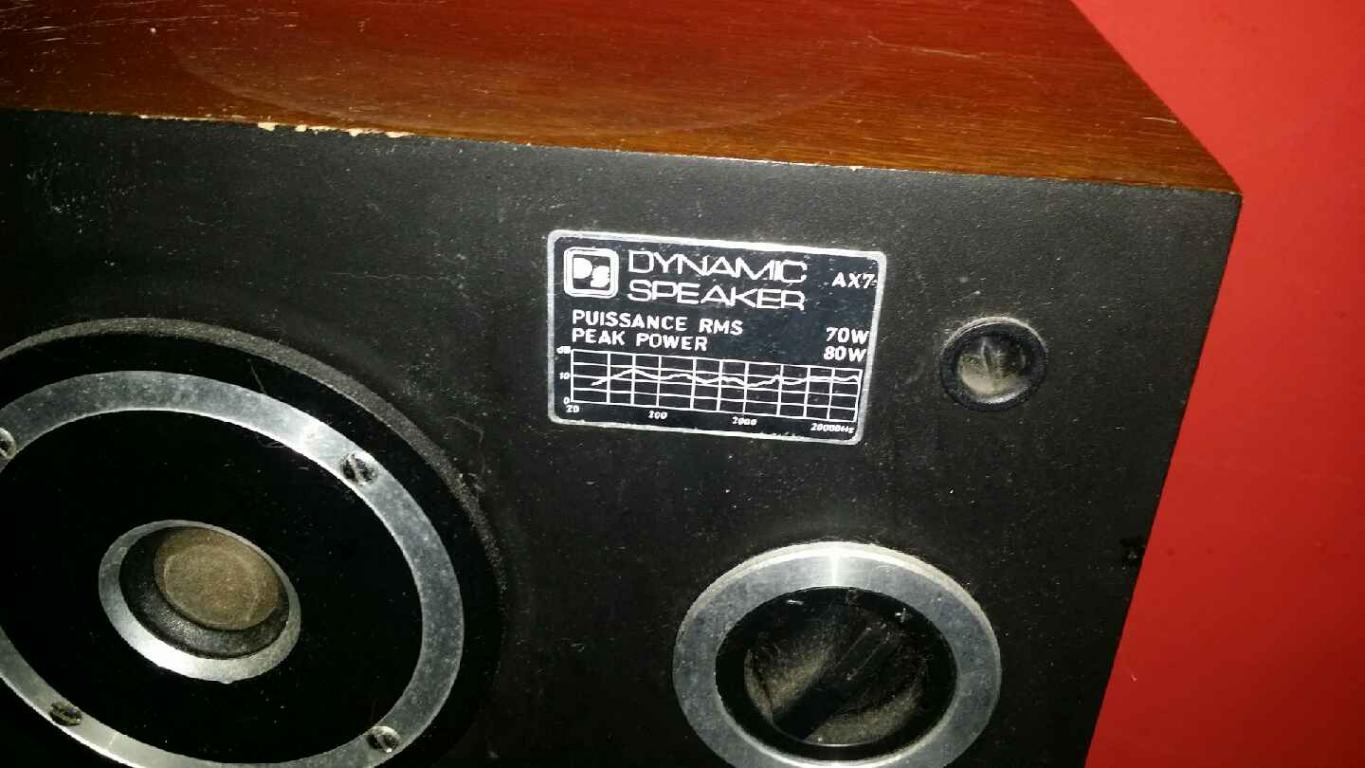 DS DYNAMIC AX7
SPEAKER
PUISSANCE RMS 70W
PEAK POWER 80W
dB
10
0
20 200 2000 20000Hz